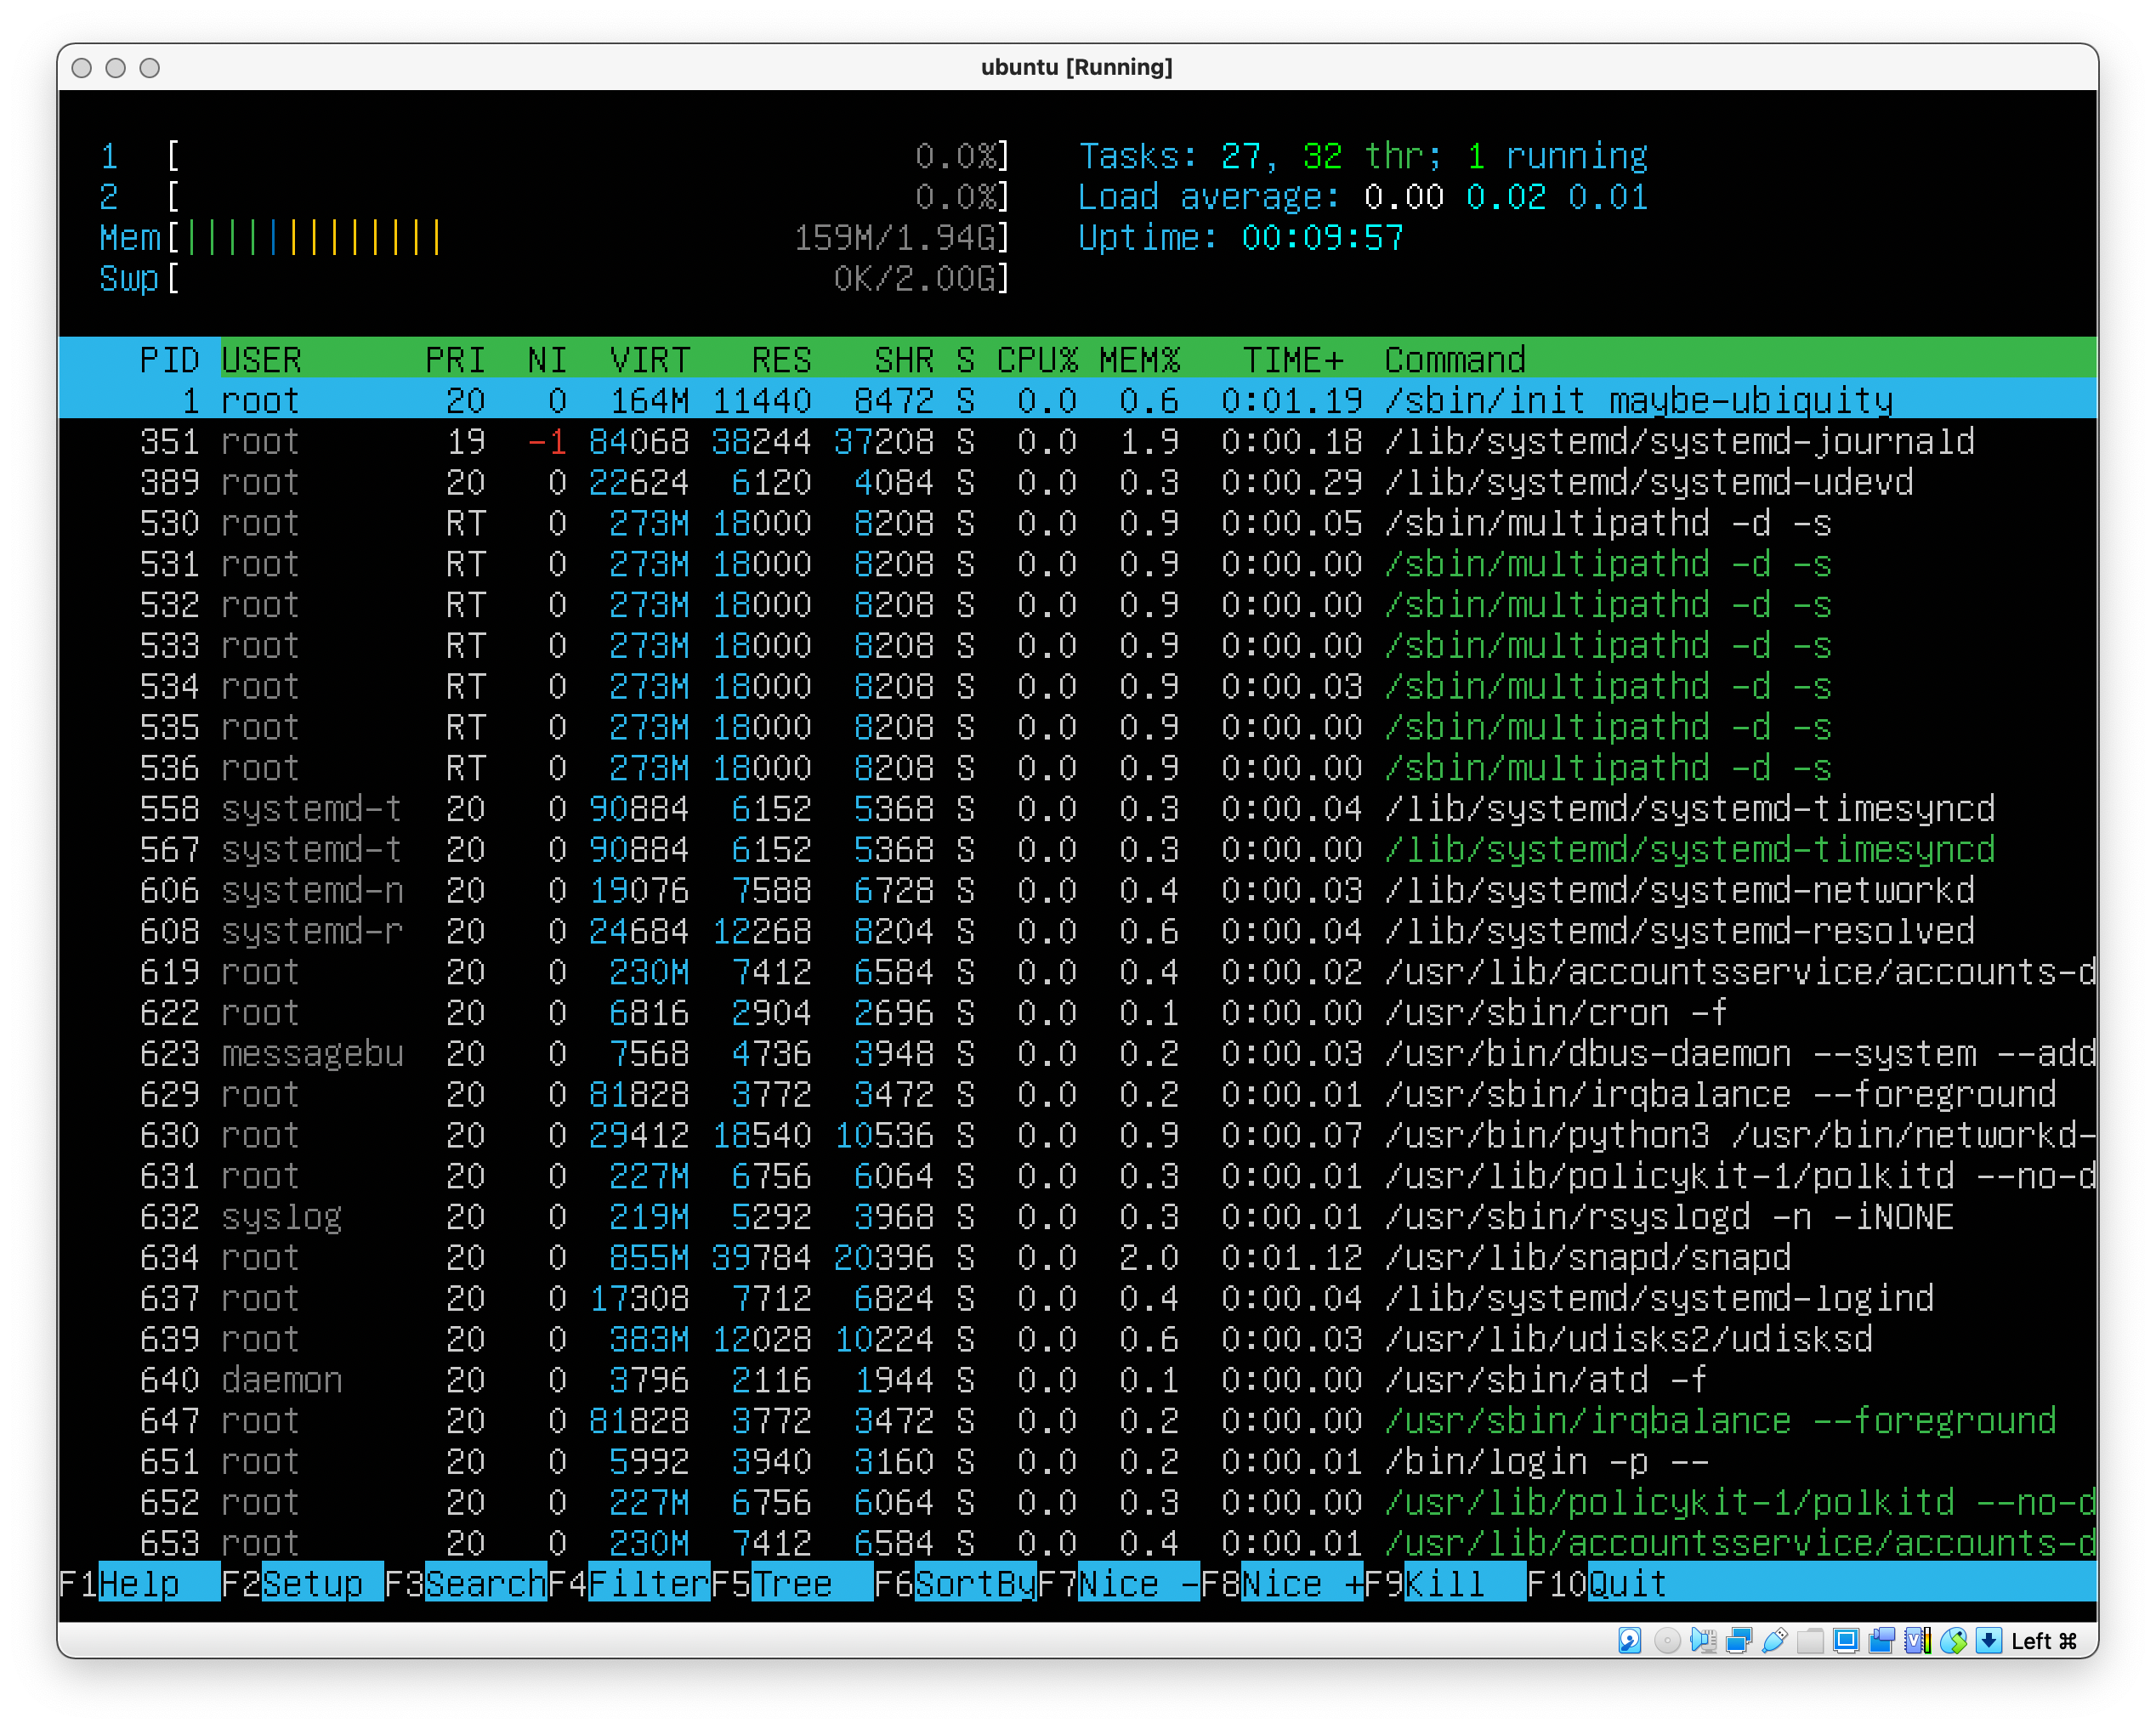 ubuntu [Running]
1 [ 0.0%] Tasks: 27, 32 thr; 1 running
2 [ 0.0%] Load average: 0.00 0.02 0.01
Mem[||||||||||||| 159M/1.94G] Uptime: 00:09:57
Swp[ 0K/2.00G]
PID USER PRI NI VIRT RES SHR S CPU% MEM% TIME+ Command
1 root 20 0 164M 11440 8472 S 0.0 0.6 0:01.19 /sbin/init maybe-ubiquity
351 root 19 -1 84068 38244 37208 S 0.0 1.9 0:00.18 /lib/systemd/systemd-journald
389 root 20 0 22624 6120 4084 S 0.0 0.3 0:00.29 /lib/systemd/systemd-udevd
530 root RT 0 273M 18000 8208 S 0.0 0.9 0:00.05 /sbin/multipathd -d -s
531 root RT 0 273M 18000 8208 S 0.0 0.9 0:00.00 /sbin/multipathd -d -s
532 root RT 0 273M 18000 8208 S 0.0 0.9 0:00.00 /sbin/multipathd -d -s
533 root RT 0 273M 18000 8208 S 0.0 0.9 0:00.00 /sbin/multipathd -d -s
534 root RT 0 273M 18000 8208 S 0.0 0.9 0:00.03 /sbin/multipathd -d -s
535 root RT 0 273M 18000 8208 S 0.0 0.9 0:00.00 /sbin/multipathd -d -s
536 root RT 0 273M 18000 8208 S 0.0 0.9 0:00.00 /sbin/multipathd -d -s
558 systemd-t 20 0 90884 6152 5368 S 0.0 0.3 0:00.04 /lib/systemd/systemd-timesyncd
567 systemd-t 20 0 90884 6152 5368 S 0.0 0.3 0:00.00 /lib/systemd/systemd-timesyncd
606 systemd-n 20 0 19076 7588 6728 S 0.0 0.4 0:00.03 /lib/systemd/systemd-networkd
608 systemd-r 20 0 24684 12268 8204 S 0.0 0.6 0:00.04 /lib/systemd/systemd-resolved
619 root 20 0 230M 7412 6584 S 0.0 0.4 0:00.02 /usr/lib/accountsservice/accounts-d
622 root 20 0 6816 2904 2696 S 0.0 0.1 0:00.00 /usr/sbin/cron -f
623 messagebu 20 0 7568 4736 3948 S 0.0 0.2 0:00.03 /usr/bin/dbus-daemon --system --add
629 root 20 0 81828 3772 3472 S 0.0 0.2 0:00.01 /usr/sbin/irqbalance --foreground
630 root 20 0 29412 18540 10536 S 0.0 0.9 0:00.07 /usr/bin/python3 /usr/bin/networkd-
631 root 20 0 227M 6756 6064 S 0.0 0.3 0:00.01 /usr/lib/policykit-1/polkitd --no-d
632 syslog 20 0 219M 5292 3968 S 0.0 0.3 0:00.01 /usr/sbin/rsyslogd -n -iNONE
634 root 20 0 855M 39784 20396 S 0.0 2.0 0:01.12 /usr/lib/snapd/snapd
637 root 20 0 17308 7712 6824 S 0.0 0.4 0:00.04 /lib/systemd/systemd-logind
639 root 20 0 383M 12028 10224 S 0.0 0.6 0:00.03 /usr/lib/udisks2/udisksd
640 daemon 20 0 3796 2116 1944 S 0.0 0.1 0:00.00 /usr/sbin/atd -f
647 root 20 0 81828 3772 3472 S 0.0 0.2 0:00.00 /usr/sbin/irqbalance --foreground
651 root 20 0 5992 3940 3160 S 0.0 0.2 0:00.01 /bin/login -p --
652 root 20 0 227M 6756 6064 S 0.0 0.3 0:00.00 /usr/lib/policykit-1/polkitd --no-d
653 root 20 0 230M 7412 6584 S 0.0 0.4 0:00.01 /usr/lib/accountsservice/accounts-d
F1Help F2Setup F3SearchF4FilterF5Tree F6SortByF7Nice -F8Nice +F9Kill F10Quit
Left ⌘